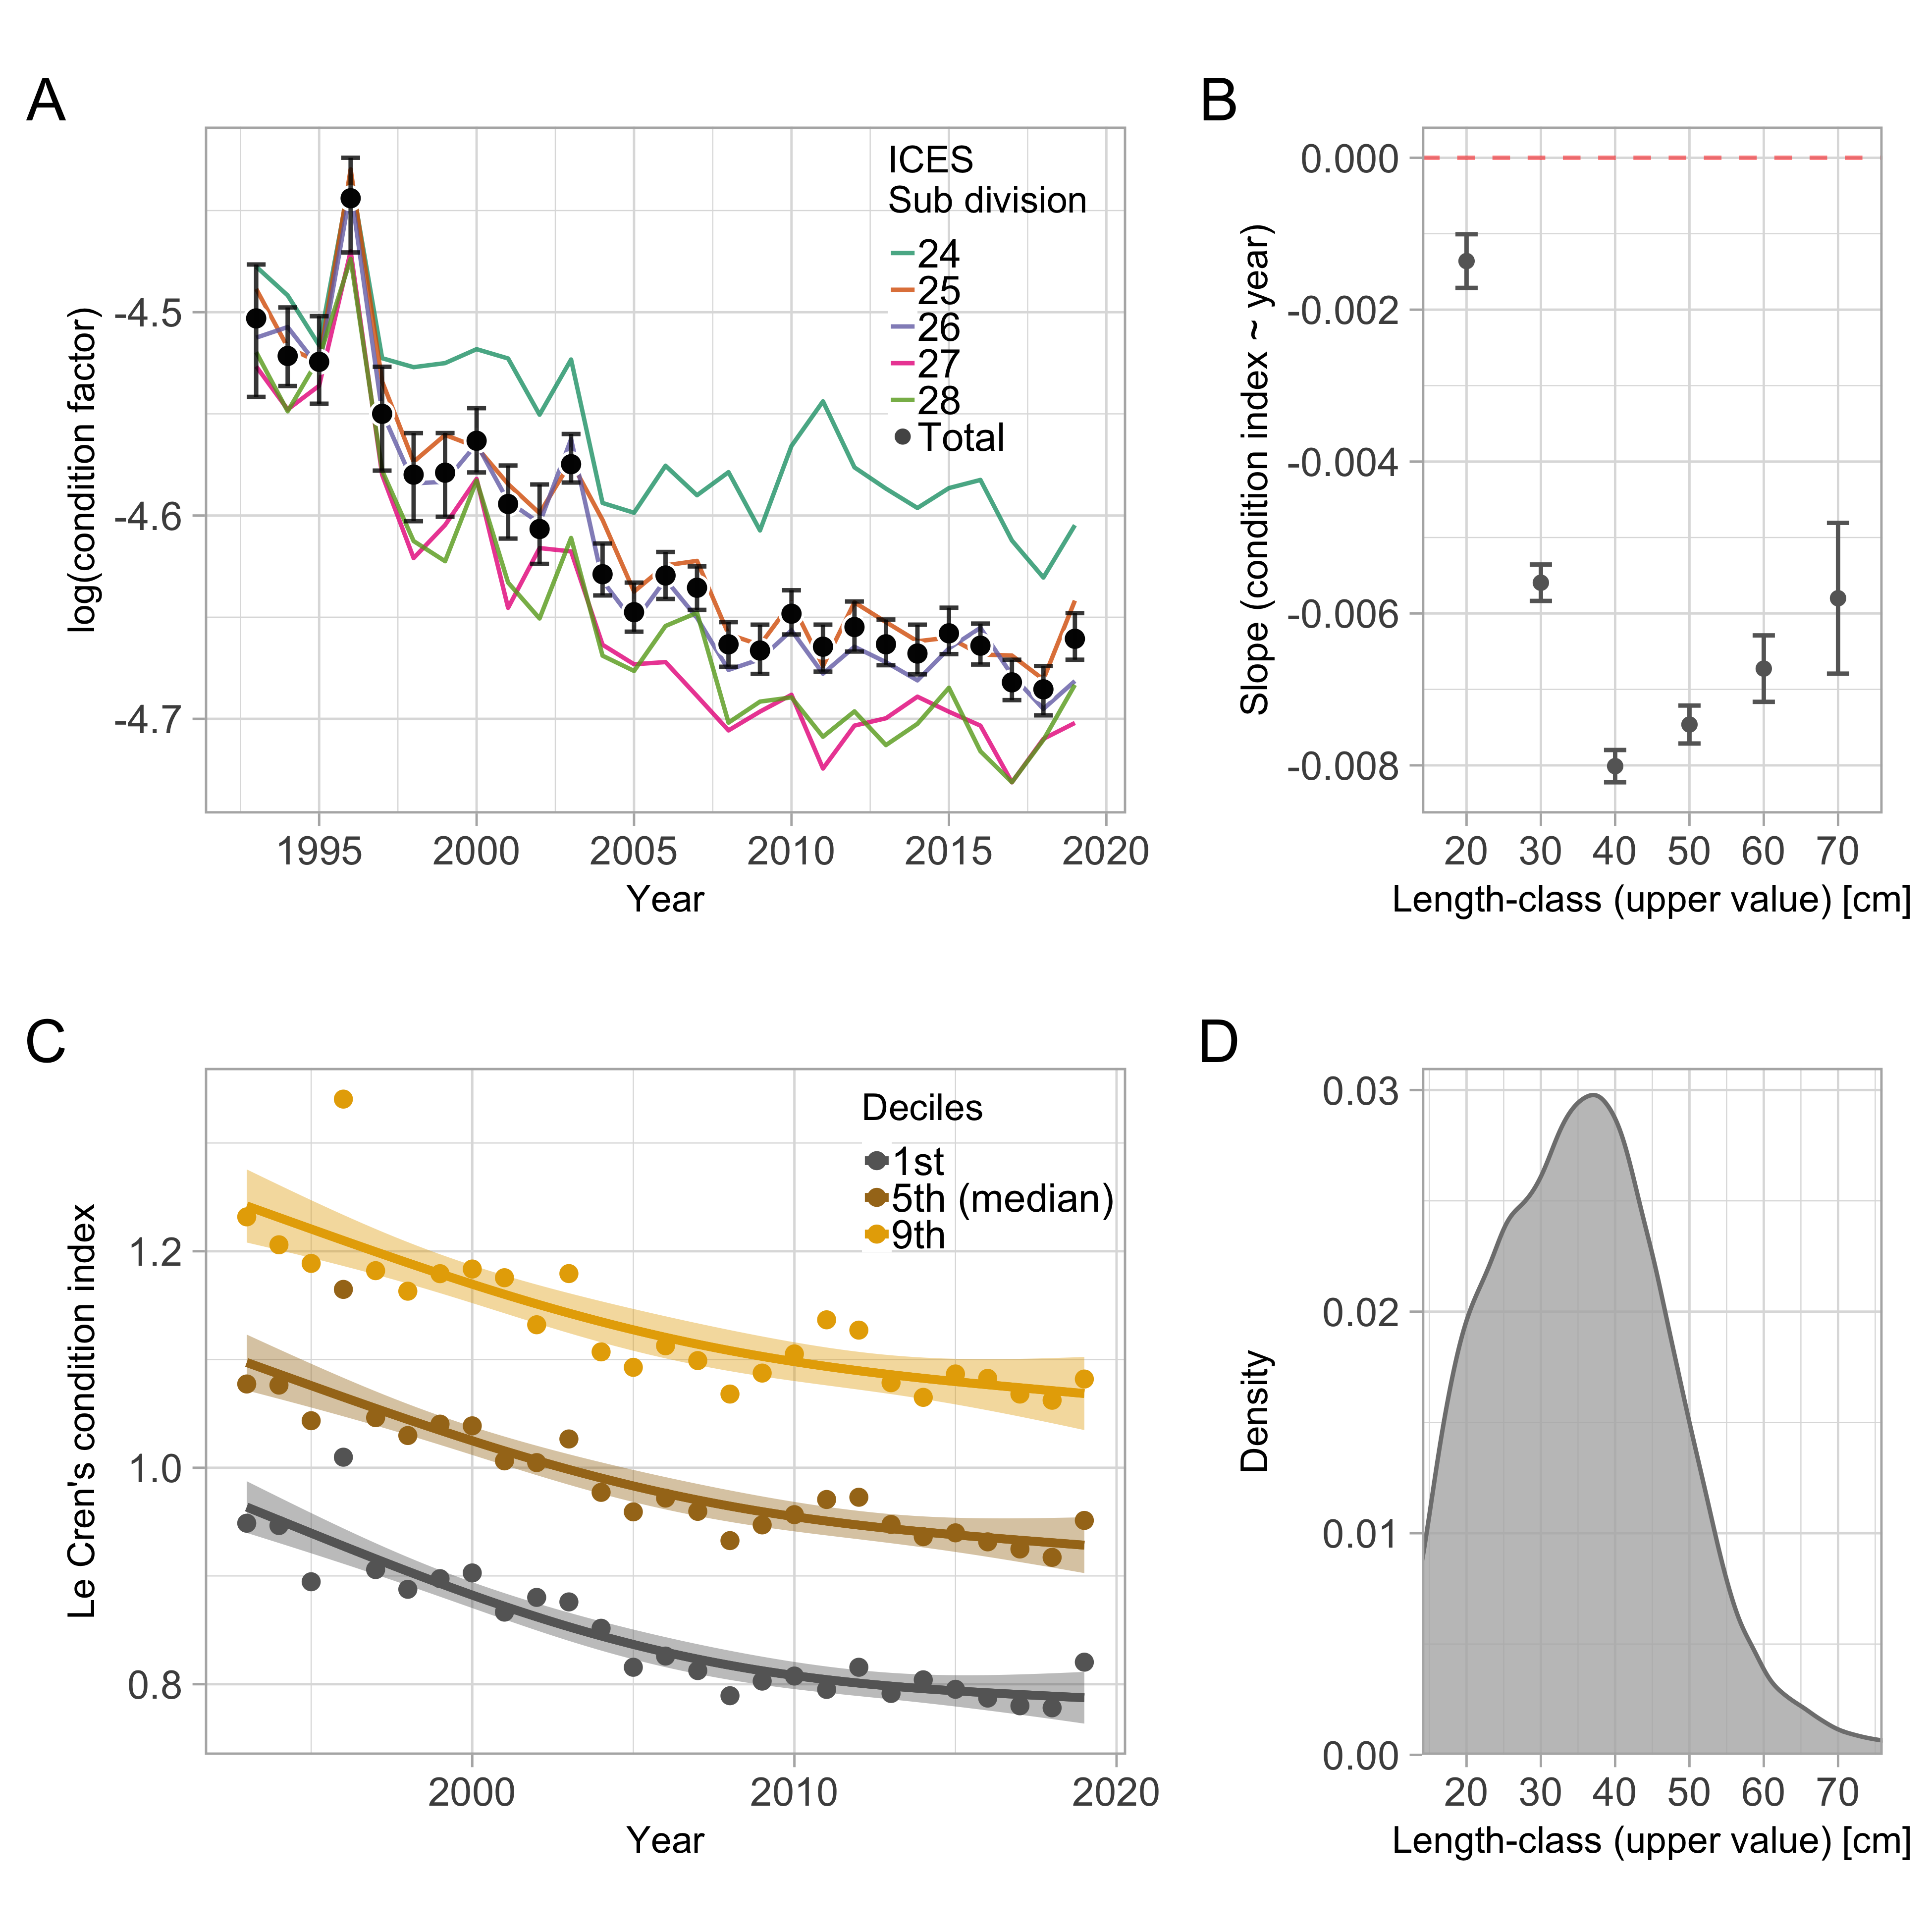 A
log(condition factor)
-4.5
-4.6
-4.7
ICES
Sub division
24
25
26
27
28
Total
1995 2000 2005 2010 2015 2020
Year
B
Slope (condition index ~ year)
0.000
-0.002
-0.004
-0.006
-0.008
20 30 40 50 60 70
Length-class (upper value) [cm]
C
Le Cren's condition index
1.2
1.0
0.8
Deciles
1st
5th (median)
9th
2000 2010 2020
Year
D
Density
0.03
0.02
0.01
0.00
20 30 40 50 60 70
Length-class (upper value) [cm]